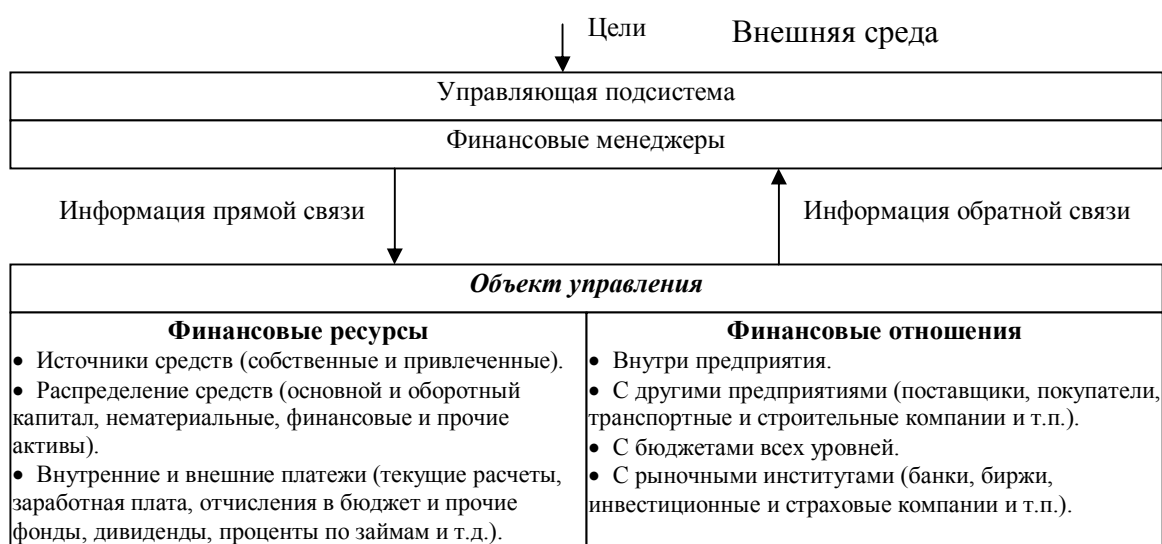 Цели
Внешняя среда
Управляющая подсистема
Финансовые менеджеры
Информация прямой связи
Информация обратной связи
Объект управления
Финансовые ресурсы
• Источники средств (собственные и привлеченные).
• Распределение средств (основной и оборотный
капитал, нематериальные, финансовые и прочие
активы).
• Внутренние и внешние платежи (текущие расчеты,
заработная плата, отчисления в бюджет и прочие
фонды, дивиденды, проценты по займам и т.д.).
Финансовые отношения
• Внутри предприятия.
• С другими предприятиями (поставщики, покупатели,
транспортные и строительные компании и т.п.).
• С бюджетами всех уровней.
• С рыночными институтами (банки, биржи,
инвестиционные и страховые компании и т.п.).